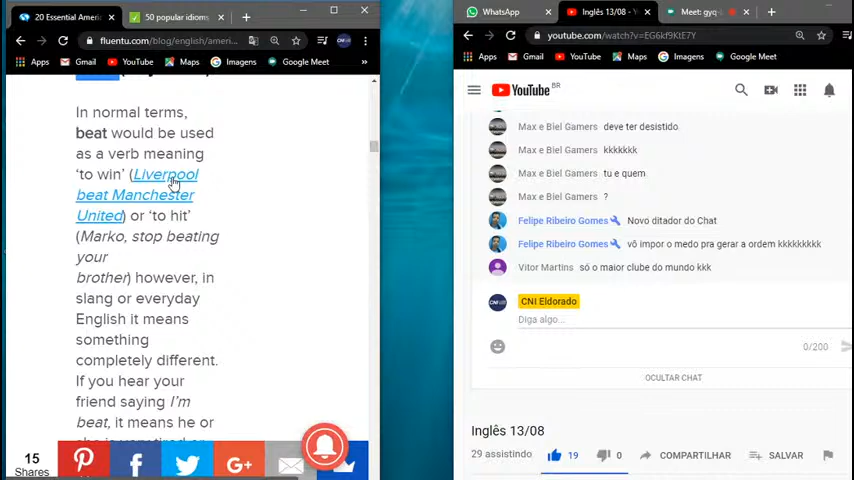 20 Essential Amer
50 popular idioms
fluentu.com/blog/english/ameri...
Apps
Gmail
YouTube
Maps
Imagens
Google Meet
In normal terms,
beat would be used
as a verb meaning
‘to win’ (Liverpool
beat Manchester
United) or ‘to hit’
(Marko, stop beating
your
brother) however, in
slang or everyday
English it means
something
completely different.
If you hear your
friend saying I’m
beat, it means he or
15
Shares
WhatsApp
Inglês 13/08 - Y
Meet: gyq-
youtube.com/watch?v=EG6kf9KtE7Y
Apps
Gmail
YouTube
Maps
Imagens
Google Meet
YouTube BR
Max e Biel Gamers deve ter desistido
Max e Biel Gamers kkkkkkk
Max e Biel Gamers tu e quem
Max e Biel Gamers ?
Felipe Ribeiro Gomes Novo ditador do Chat
Felipe Ribeiro Gomes vô impor o medo pra gerar a ordem kkkkkkkkk
Vitor Martins só o maior clube do mundo kkk
CNI Eldorado
Diga algo...
0/200
OCULTAR CHAT
Inglês 13/08
29 assistindo
19
0
COMPARTILHAR
SALVAR